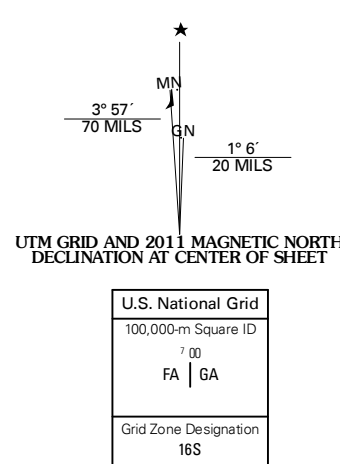 ★
MN
3° 57´
70 MILS
GN
1° 6´
20 MILS
UTM GRID AND 2011 MAGNETIC NORTH
DECLINATION AT CENTER OF SHEET
U.S. National Grid
100,000-m Square ID
7 00
FA | GA
Grid Zone Designation
16S